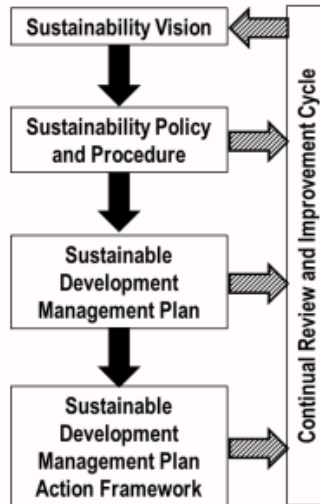 Sustainability Vision
Sustainability Policy
and Procedure
Sustainable
Development
Management Plan
Sustainable
Development
Management Plan
Action Framework
Continual Review and Improvement Cycle